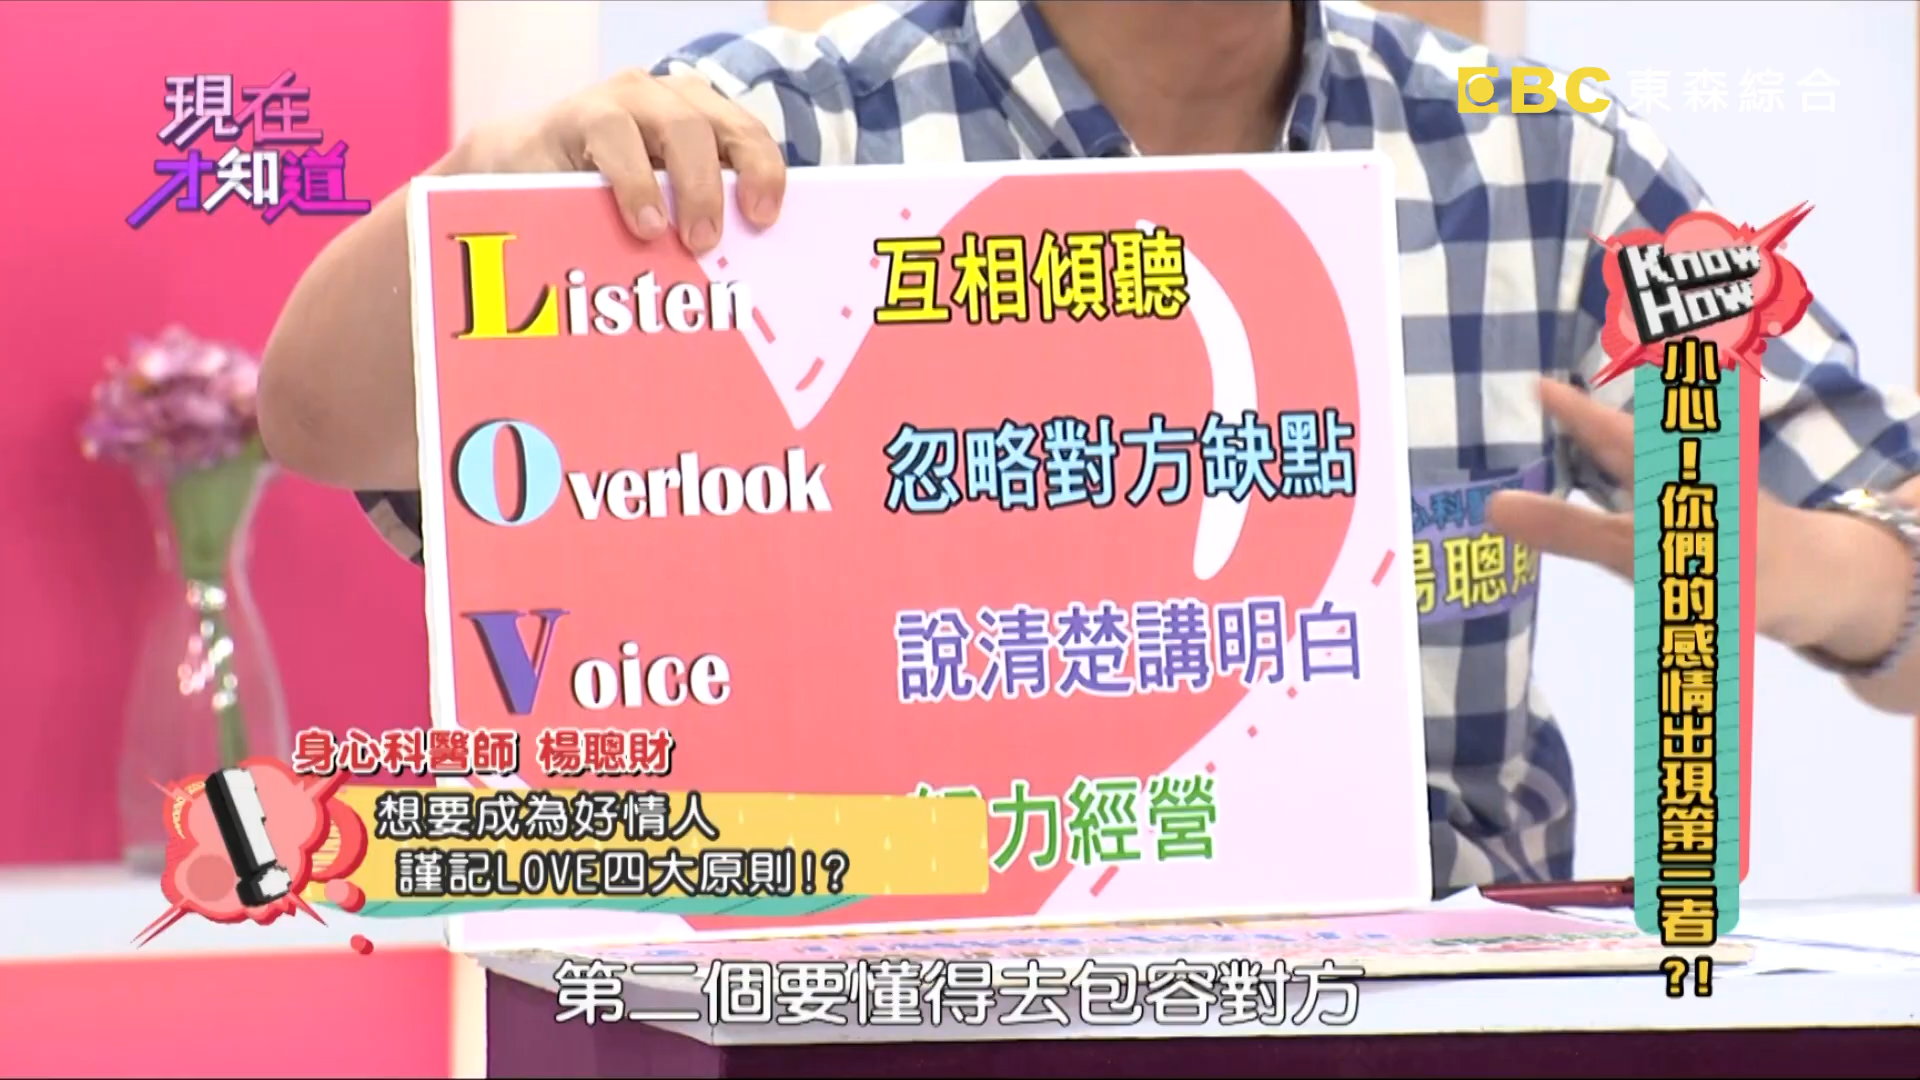 現在
才知道
EBC 東森綜合
Know
How
小心！你們的感情出現第三者?!
Listen 互相傾聽
Overlook 忽略對方缺點
Voice 說清楚講明白
力經營
心科醫師
楊聰財
身心科醫師 楊聰財
想要成為好情人
謹記LOVE四大原則!?
第二個要懂得去包容對方